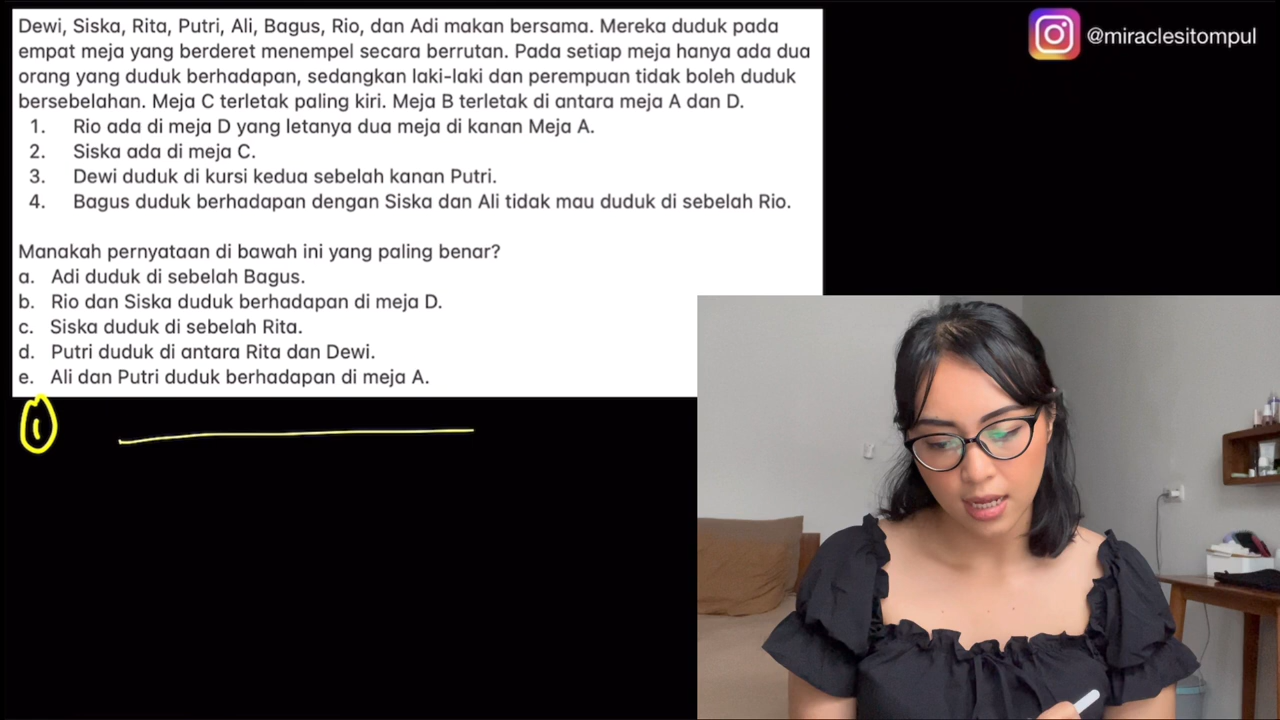 Dewi, Siska, Rita, Putri, Ali, Bagus, Rio, dan Adi makan bersama. Mereka duduk pada
empat meja yang berderet menempel secara berrutan. Pada setiap meja hanya ada dua
orang yang duduk berhadapan, sedangkan laki-laki dan perempuan tidak boleh duduk
bersebelahan. Meja C terletak paling kiri. Meja B terletak di antara meja A dan D.
1. Rio ada di meja D yang letanya dua meja di kanan Meja A.
2. Siska ada di meja C.
3. Dewi duduk di kursi kedua sebelah kanan Putri.
4. Bagus duduk berhadapan dengan Siska dan Ali tidak mau duduk di sebelah Rio.
Manakah pernyataan di bawah ini yang paling benar?
a. Adi duduk di sebelah Bagus.
b. Rio dan Siska duduk berhadapan di meja D.
c. Siska duduk di sebelah Rita.
d. Putri duduk di antara Rita dan Dewi.
e. Ali dan Putri duduk berhadapan di meja A.
1
@miraclesitompul